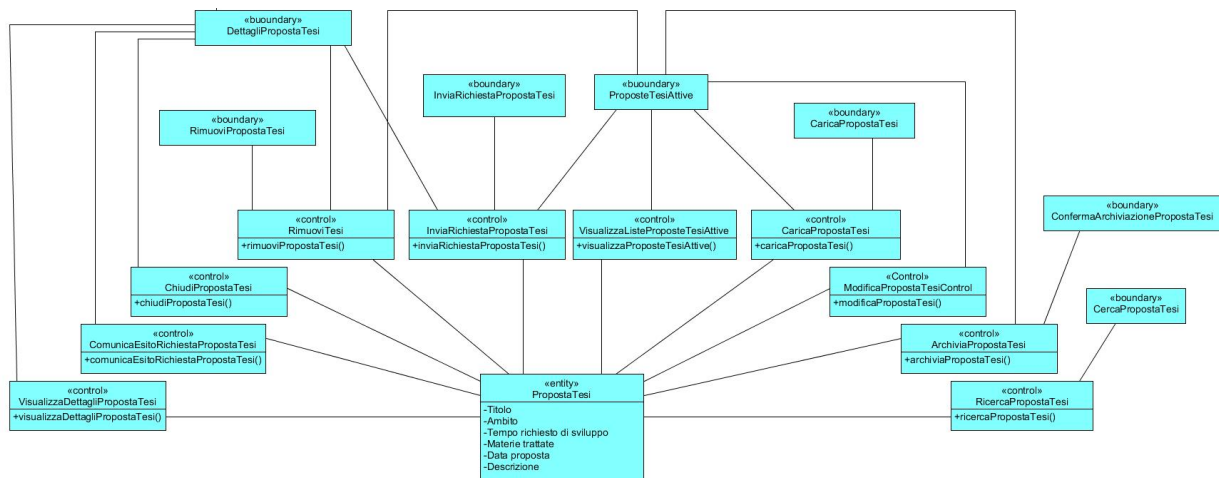 «buoundary»
DettagliPropostaTesi
«boundary»
InviaRichiestaPropostaTesi
«buoundary»
ProposteTesiAttive
«boundary»
RimuoviPropostaTesi
«boundary»
CaricaPropostaTesi
«boundary»
ConfermaArchiviazionePropostaTesi
«control»
RimuoviTesi
+rimuoviPropostaTesi()
«control»
InviaRichiestaPropostaTesi
+inviaRichiestaPropostaTesi()
«control»
VisualizzaListeProposteTesiAttive
+visualizzaProposteTesiAttive()
«control»
CaricaPropostaTesi
+caricaPropostaTesi()
«control»
ChiudiPropostaTesi
+chiudiPropostaTesi()
«Control»
ModificaPropostaTesiControl
+modificaPropostaTesi()
«boundary»
CercaPropostaTesi
«control»
ComunicaEsitoRichiestaPropostaTesi
+comunicaEsitoRichiestaPropostaTesi()
«control»
ArchiviaPropostaTesi
+archiviaPropostaTesi()
«control»
VisualizzaDettagliPropostaTesi
+visualizzaDettagliPropostaTesi()
«entity»
PropostaTesi
-Titolo
-Ambito
-Tempo richiesto di sviluppo
-Materie trattate
-Data proposta
-Descrizione
«control»
RicercaPropostaTesi
+ricercaPropostaTesi()